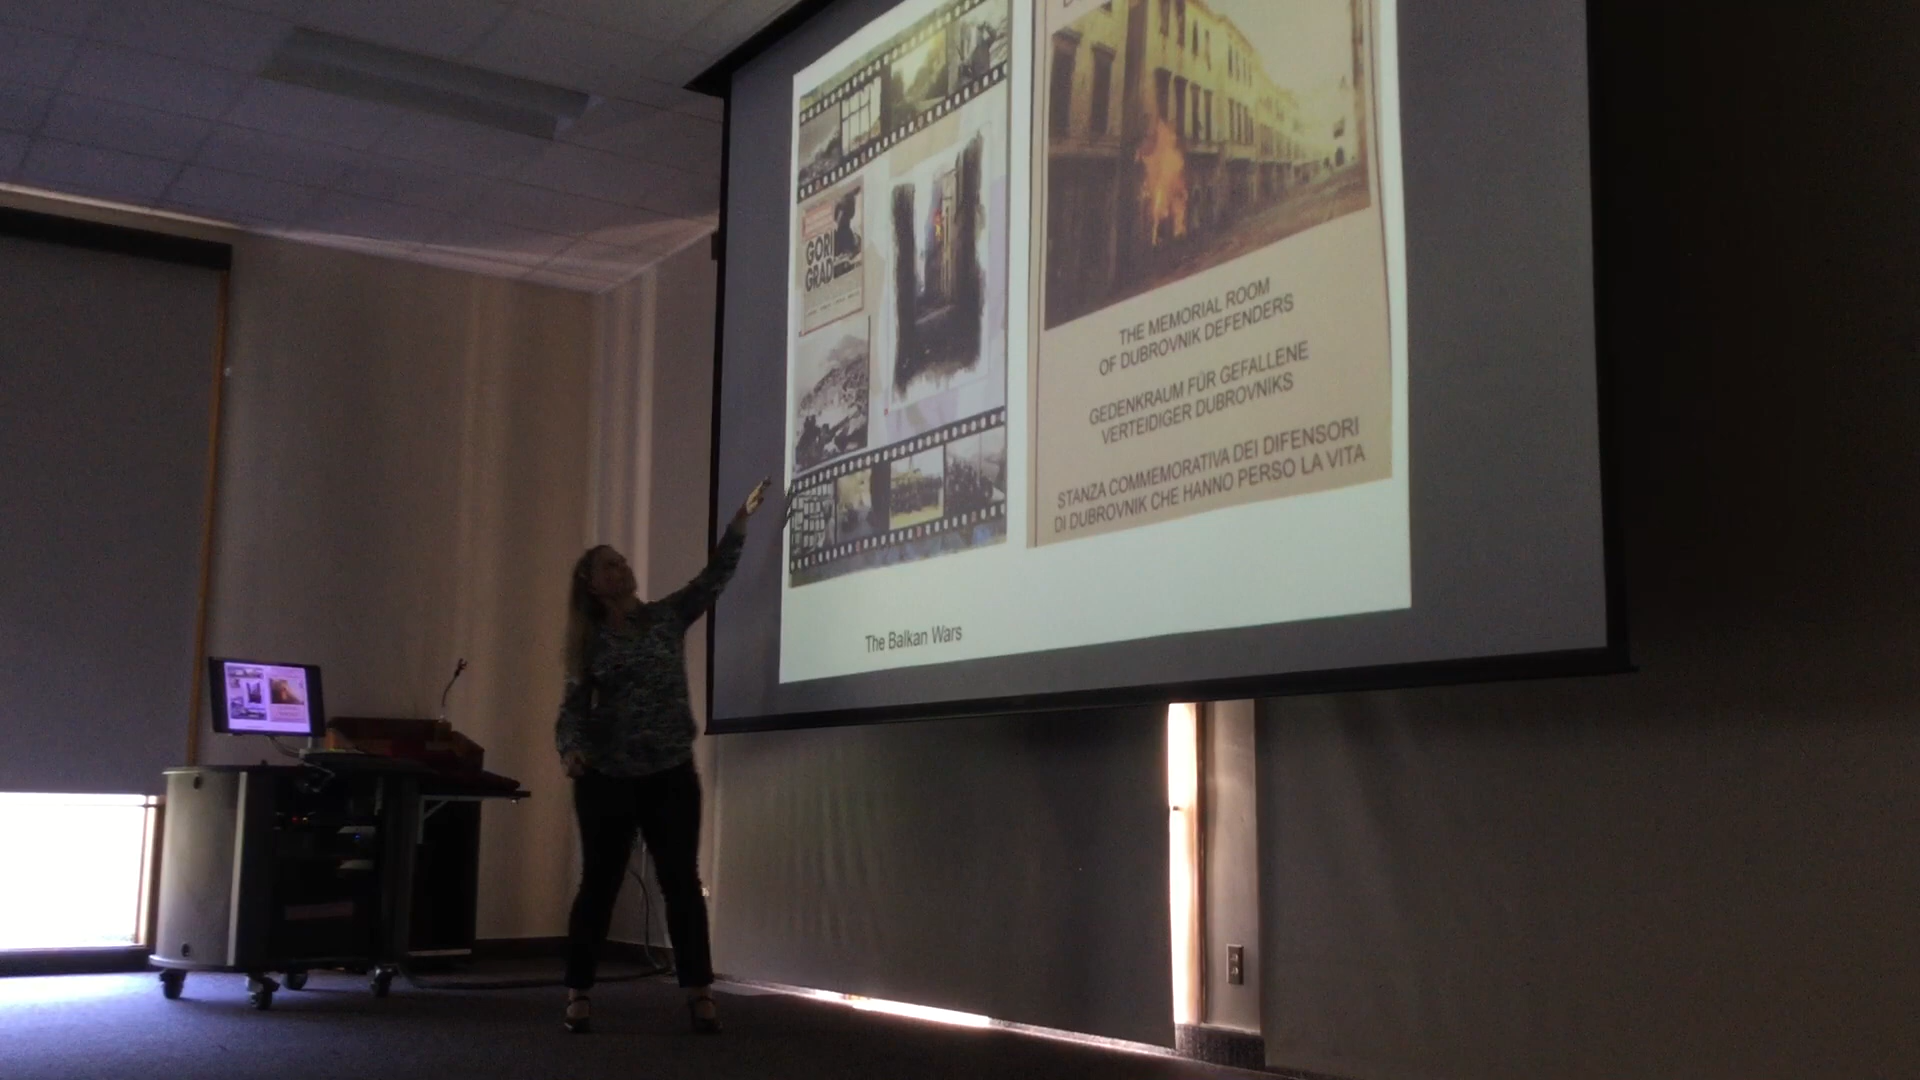 GORI
GRAD
THE MEMORIAL ROOM
OF DUBROVNIK DEFENDERS
GEDENKRAUM FÜR GEFALLENE
VERTEIDIGER DUBROVNIKS
STANZA COMMEMORATIVA DEI DIFENSORI
DI DUBROVNIK CHE HANNO PERSO LA VITA
The Balkan Wars